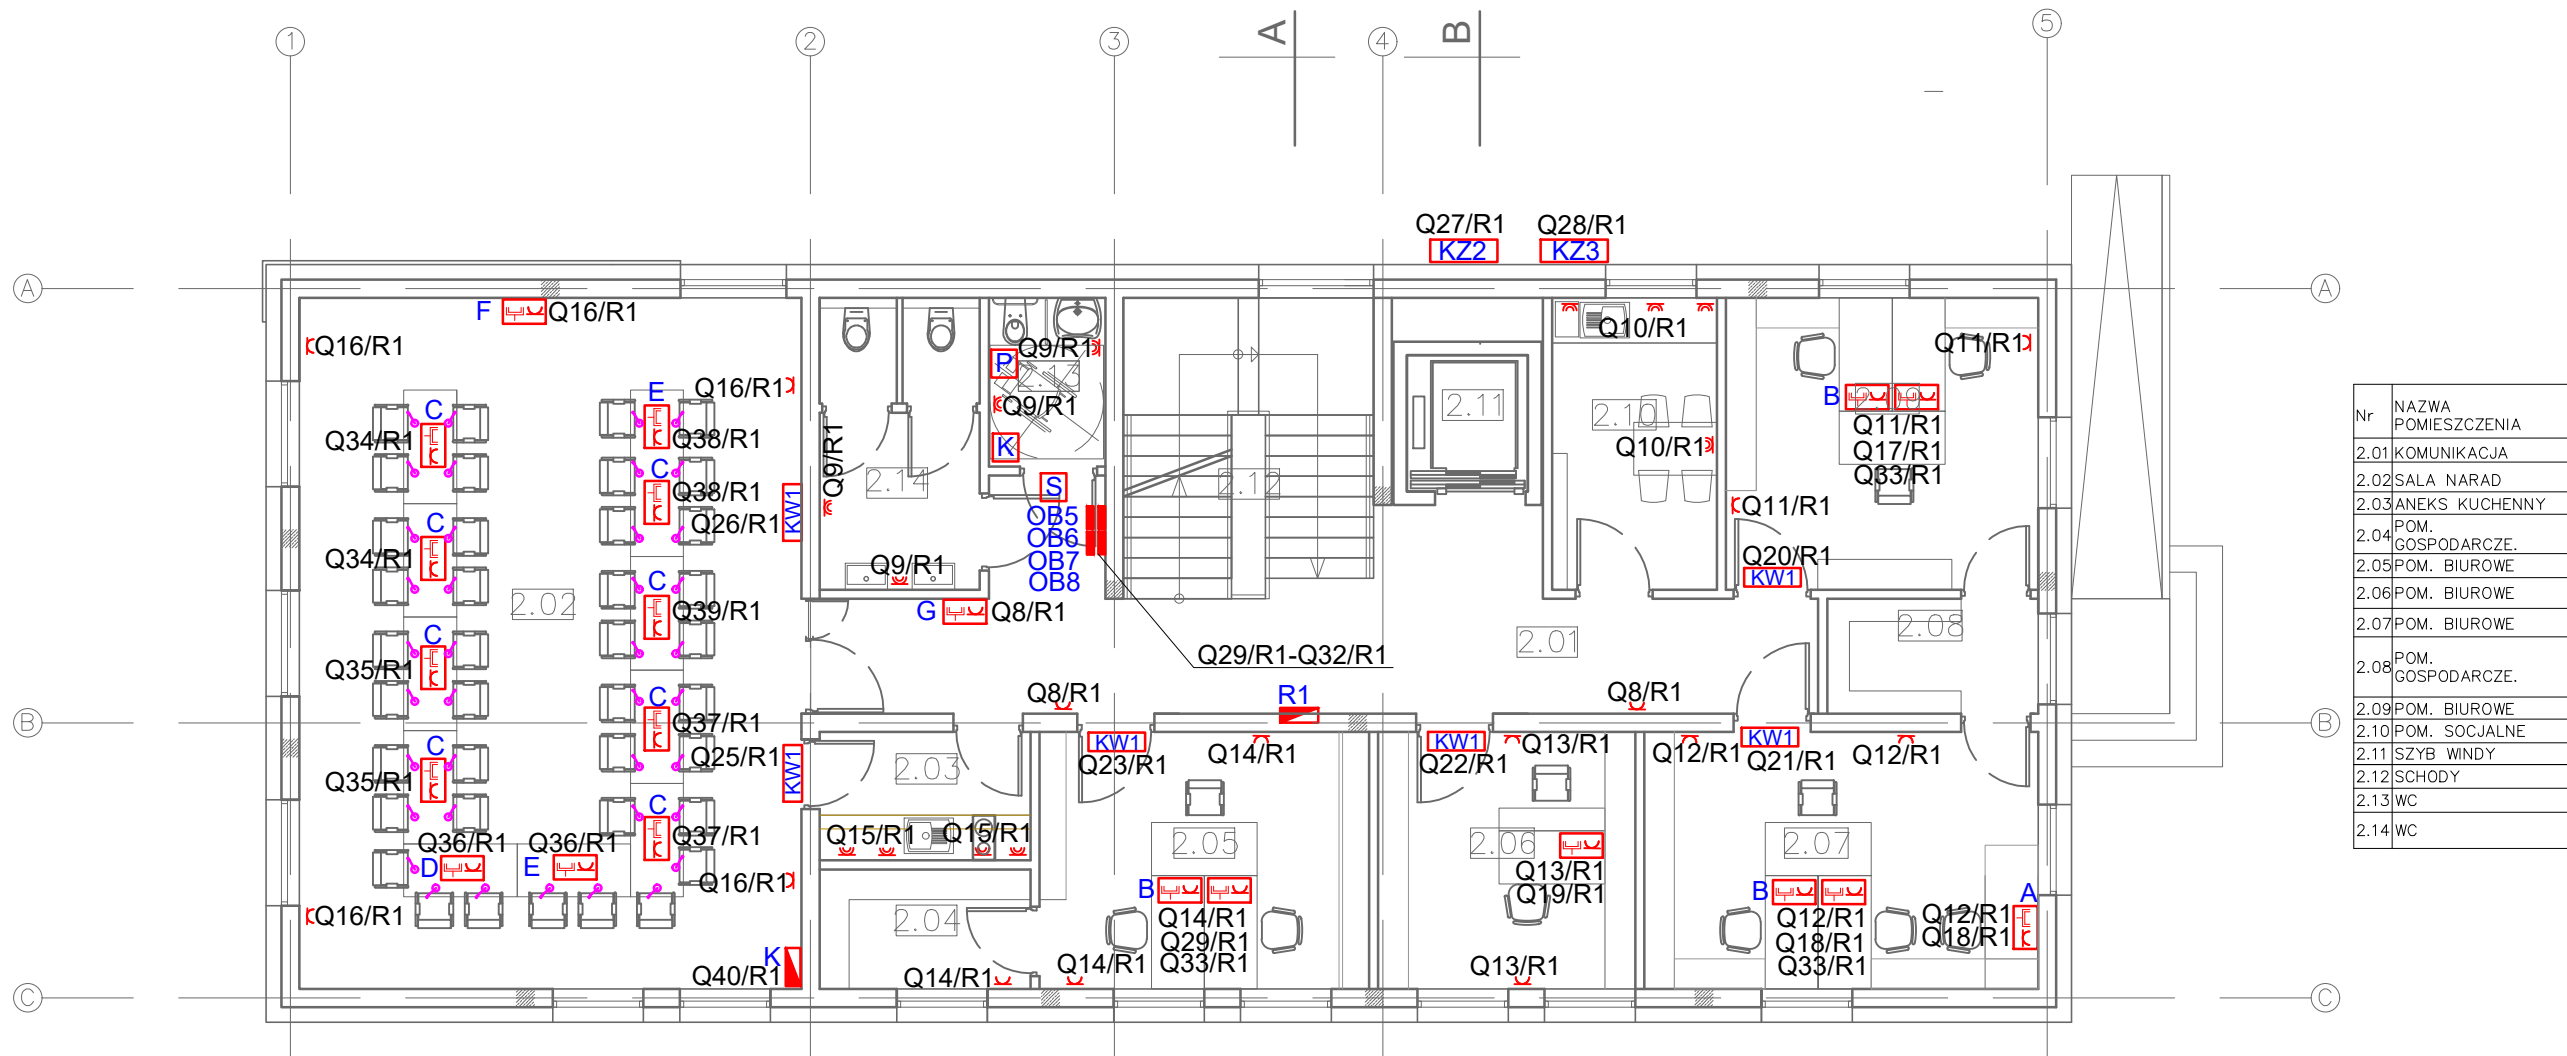 1 2 3 4 5
A B
Q27/R1 Q28/R1
KZ2 KZ3
A A
F Q16/R1
Q16/R1
Q16/R1
P Q9/R1
2.13
Q9/R1
K
Q10/R1
Q11/R1
2.11
2.10
Q10/R1
B 2.09
Q11/R1
Q17/R1
Q33/R1
C E
Q34/R1 Q38/R1
C
Q38/R1
Q26/R1 KW1
Q9/R1
2.14
S
2.12
Q11/R1
OB5
OB6
OB7
OB8
C
Q34/R1
Q20/R1
KW1
Q9/R1
2.02
C
Q39/R1
G Q8/R1
2.01
2.08
Q29/R1-Q32/R1
C
Q35/R1
Q8/R1
R1
Q8/R1
C
Q37/R1
B B
Q25/R1 KW1
2.03
KW1
Q23/R1
Q14/R1
KW1
Q22/R1
Q13/R1
Q12/R1
KW1
Q21/R1
Q12/R1
C
Q35/R1
C
Q37/R1
Q15/R1 Q15/R1
2.05
2.06
2.07
Q36/R1 Q36/R1
D E
Q16/R1
Q16/R1
Q13/R1
Q19/R1
B
Q14/R1
Q29/R1
Q33/R1
B
Q12/R1
Q18/R1
Q33/R1
A
Q12/R1
Q18/R1
2.04
K
Q40/R1
Q14/R1
Q14/R1
Q13/R1
C C
Nr NAZWA
POMIESZCZENIA
2.01 KOMUNIKACJA
2.02 SALA NARAD
2.03 ANEKS KUCHENNY
2.04 POM.
GOSPODARCZE.
2.05 POM. BIUROWE
2.06 POM. BIUROWE
2.07 POM. BIUROWE
2.08 POM.
GOSPODARCZE.
2.09 POM. BIUROWE
2.10 POM. SOCJALNE
2.11 SZYB WINDY
2.12 SCHODY
2.13 WC
2.14 WC